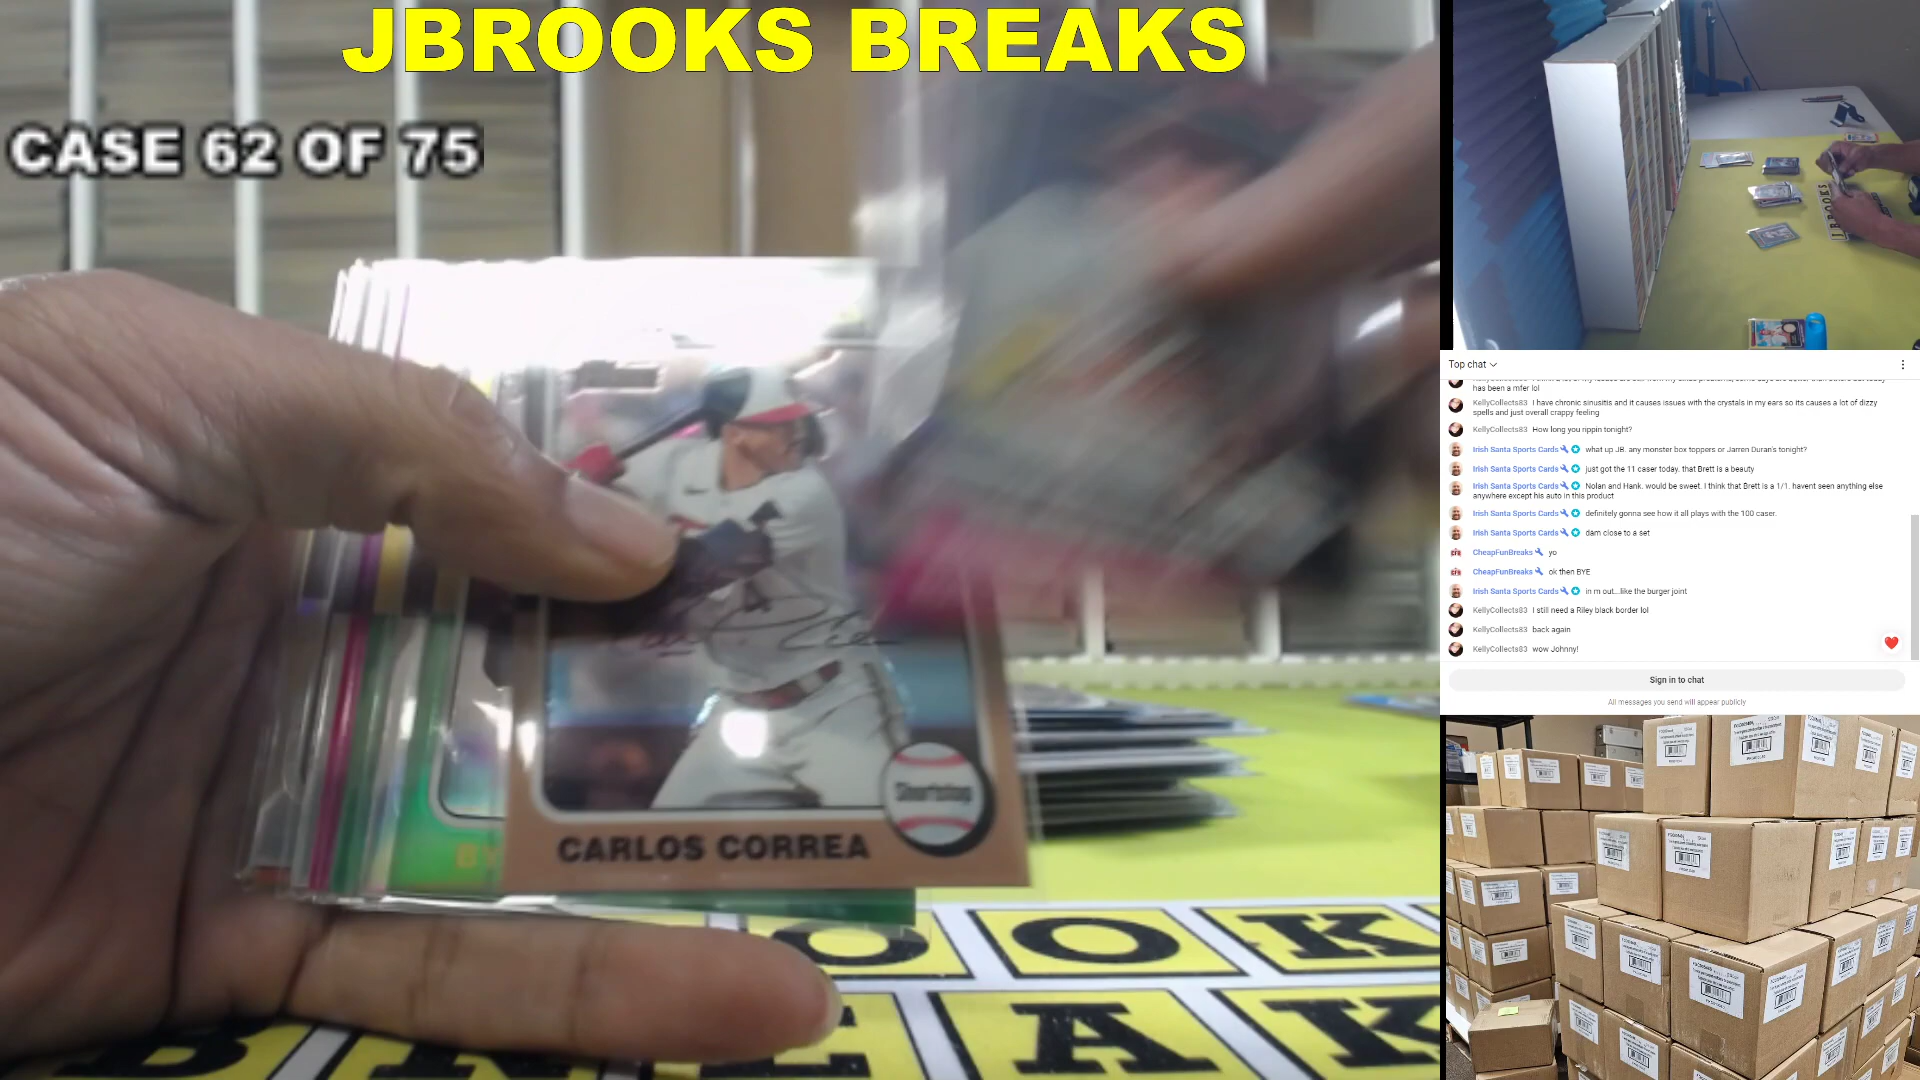 JBROOKS BREAKS
CASE 62 OF 75
CARLOS CORREA
Shortstop
BY
O O K
B R E A K
JBROOKS
Top chat
has been a mfer lol
KellyCollects83 I have chronic sinusitis and it causes issues with the crystals in my ears so its causes a lot of dizzy
spells and just overall crappy feeling
KellyCollects83 How long you rippin tonight?
Irish Santa Sports Cards what up JB. any monster box toppers or Jarren Duran's tonight?
Irish Santa Sports Cards just got the 11 caser today. that Brett is a beauty
Irish Santa Sports Cards Nolan and Hank. would be sweet. I think that Brett is a 1/1. havent seen anything else
anywhere except his auto in this product
Irish Santa Sports Cards definitely gonna see how it all plays with the 100 caser.
Irish Santa Sports Cards dam close to a set
CheapFunBreaks yo
CheapFunBreaks ok then BYE
Irish Santa Sports Cards in m out...like the burger joint
KellyCollects83 I still need a Riley black border lol
KellyCollects83 back again
KellyCollects83 wow Johnny!
Sign in to chat
All messages you send will appear publicly